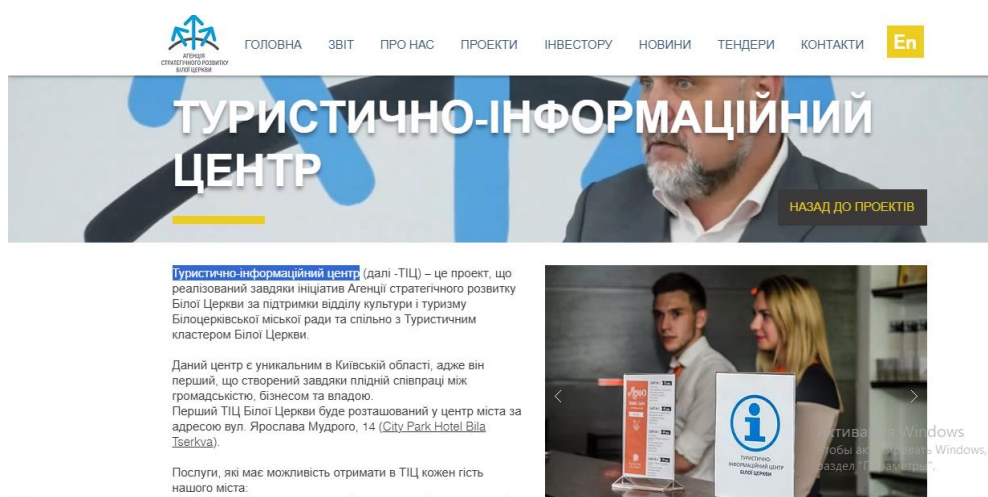 АГЕНЦІЯ
СТРАТЕГІЧНОГО РОЗВИТКУ
БІЛОЇ ЦЕРКВИ
ГОЛОВНА ЗВІТ ПРО НАС ПРОЕКТИ ІНВЕСТОРУ НОВИНИ ТЕНДЕРИ КОНТАКТИ En
ТУРИСТИЧНО-ІНФОРМАЦІЙНИЙ
ЦЕНТР
НАЗАД ДО ПРОЕКТІВ
Туристично-інформаційний центр (далі -ТІЦ) – це проект, що
реалізований завдяки ініціатив Агенції стратегічного розвитку
Білої Церкви за підтримки відділу культури і туризму
Білоцерківської міської ради та спільно з Туристичним
кластером Білої Церкви.
Даний центр є уникальним в Київській області, адже він
перший, що створений завдяки плідній співпраці між
громадськістю, бізнесом та владою.
Перший ТІЦ Білої Церкви буде розташований у центр міста за
адресою вул. Ярослава Мудрого, 14 (City Park Hotel Bila
Tserkva).
Послуги, які має можливість отримати в ТІЦ кожен гість
нашого міста:
ТУРИСТИЧНО-
ІНФОРМАЦІЙНИЙ ЦЕНТР
БІЛОЇ ЦЕРКВИ
Активация Windows
Чтобы активировать Windows,
раздел "Параметры".